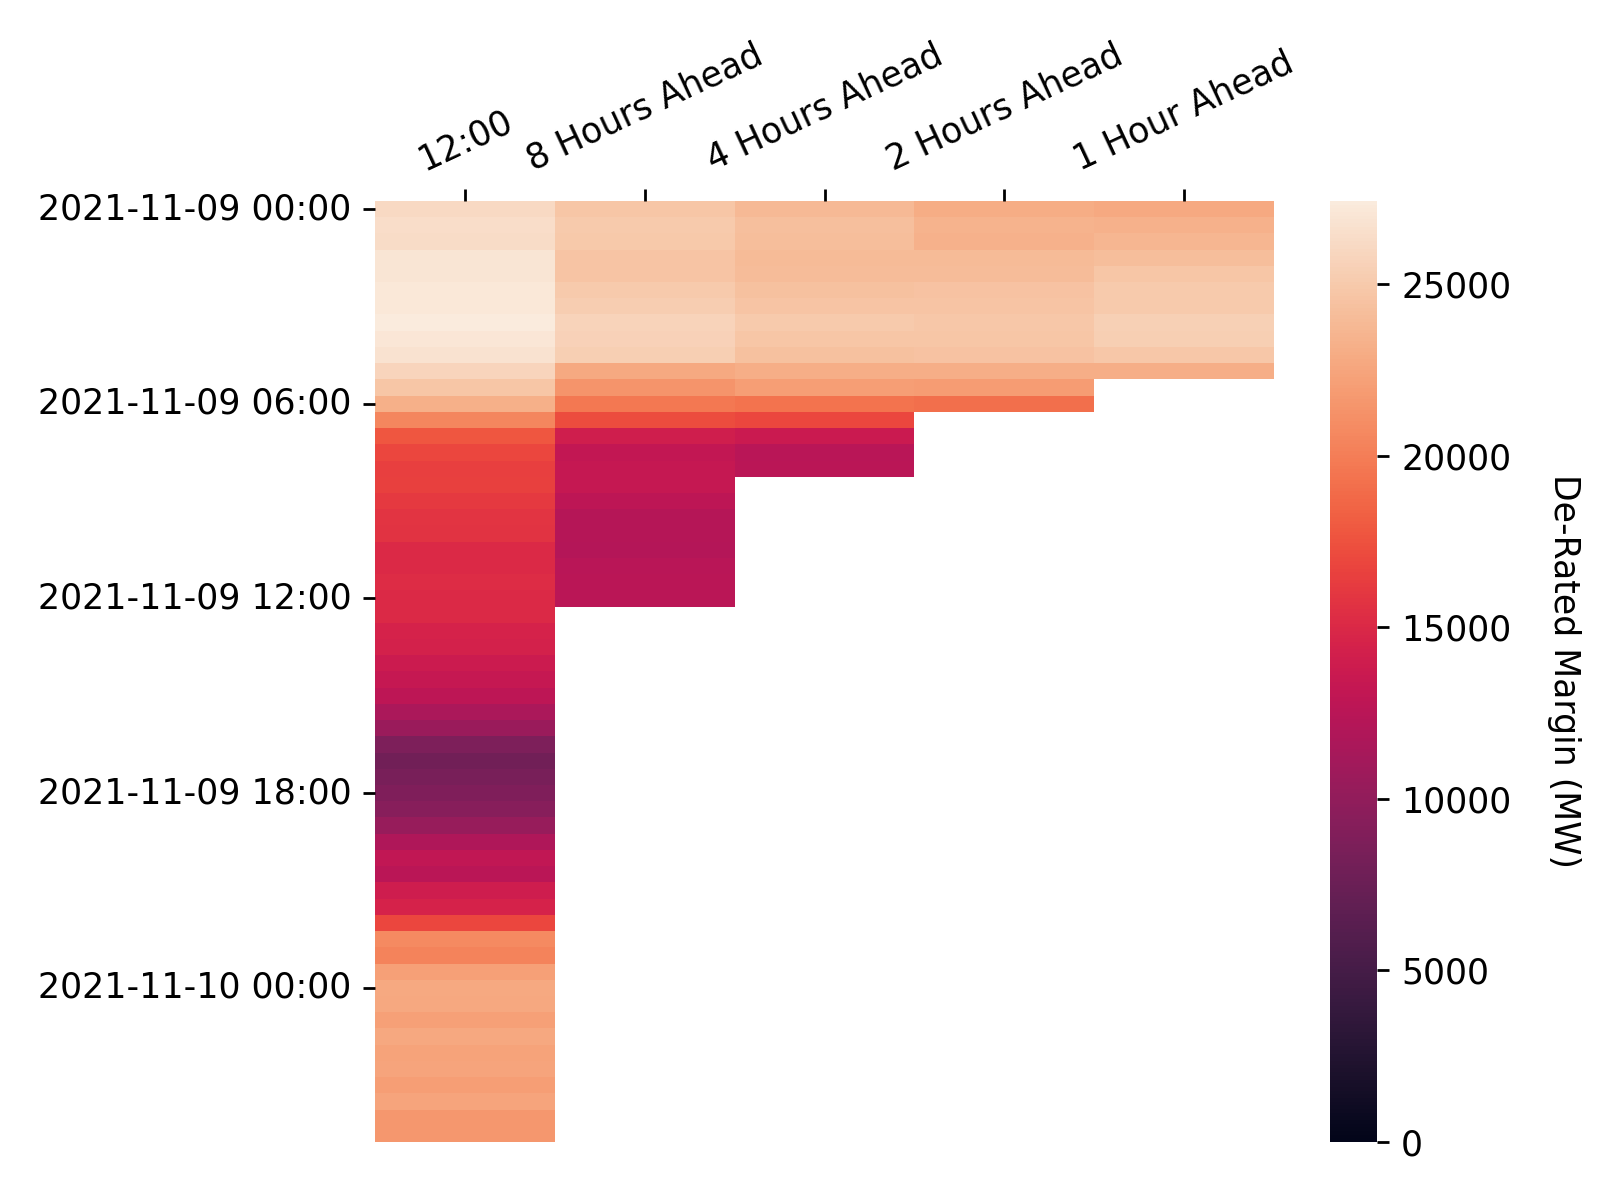 12:00
8 Hours Ahead
4 Hours Ahead
2 Hours Ahead
1 Hour Ahead
2021-11-09 00:00
2021-11-09 06:00
2021-11-09 12:00
2021-11-09 18:00
2021-11-10 00:00
25000
20000
15000
10000
5000
0
De-Rated Margin (MW)